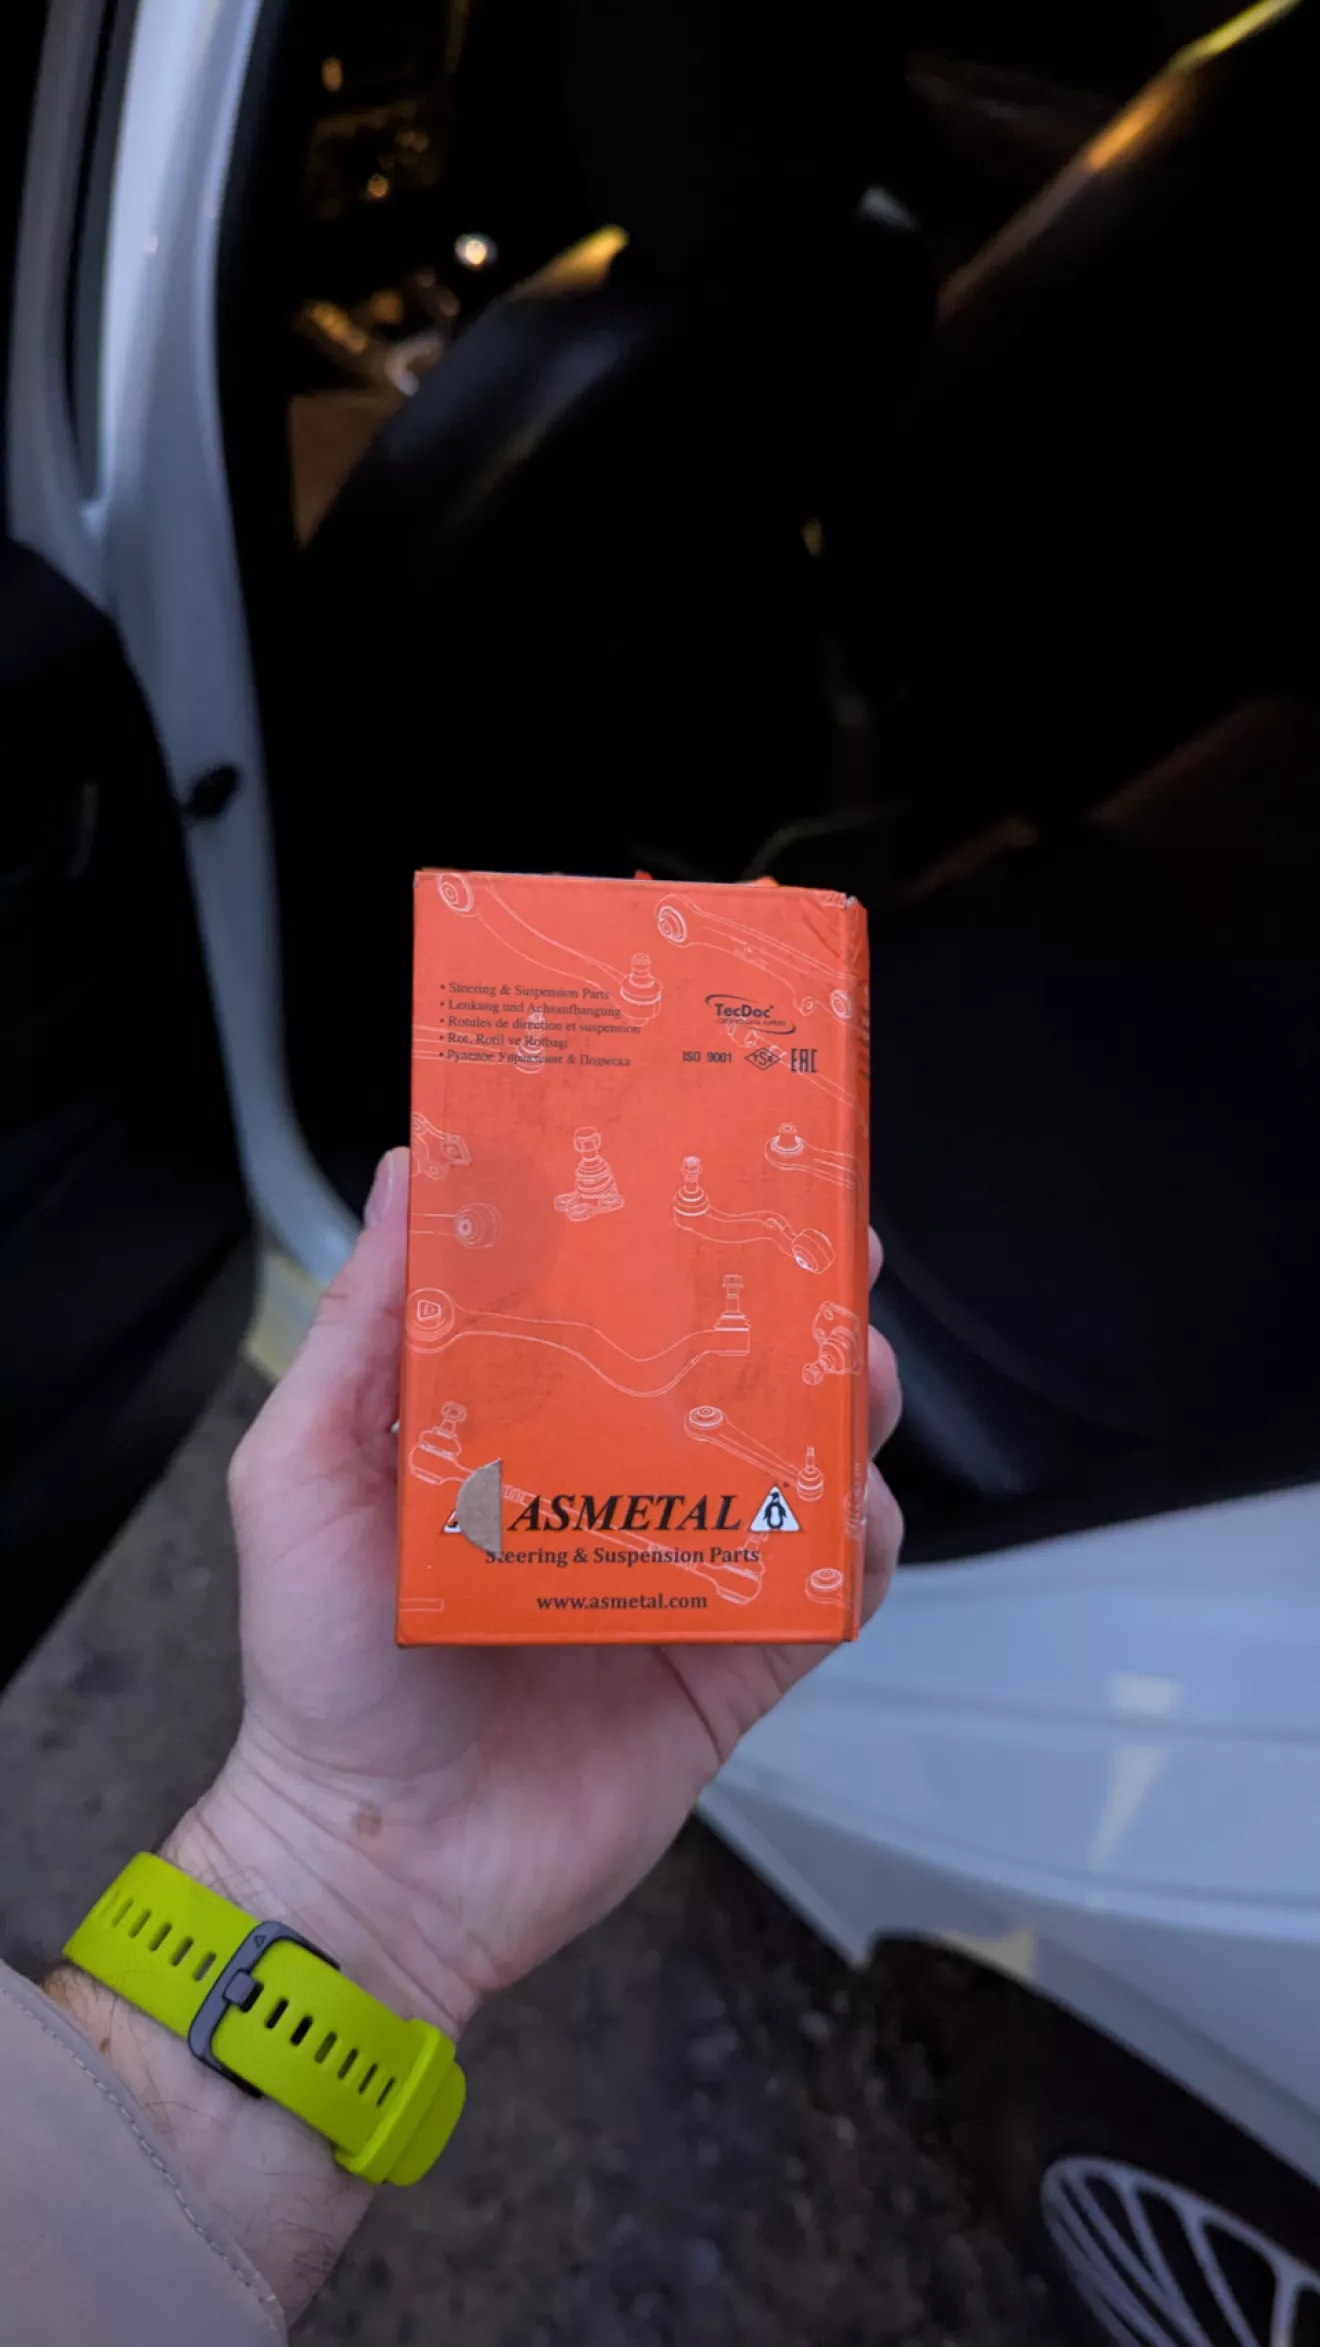 • Steering & Suspension Parts
• Lenkung und Achsaufhangung
• Rotules de direction et suspension
• Rot, Rotil ve Rotbaşı
• Рулевое Управление & Подвеска
TecDoc
ISO 9001 TSE EAC
ASMETAL
Steering & Suspension Parts
www.asmetal.com